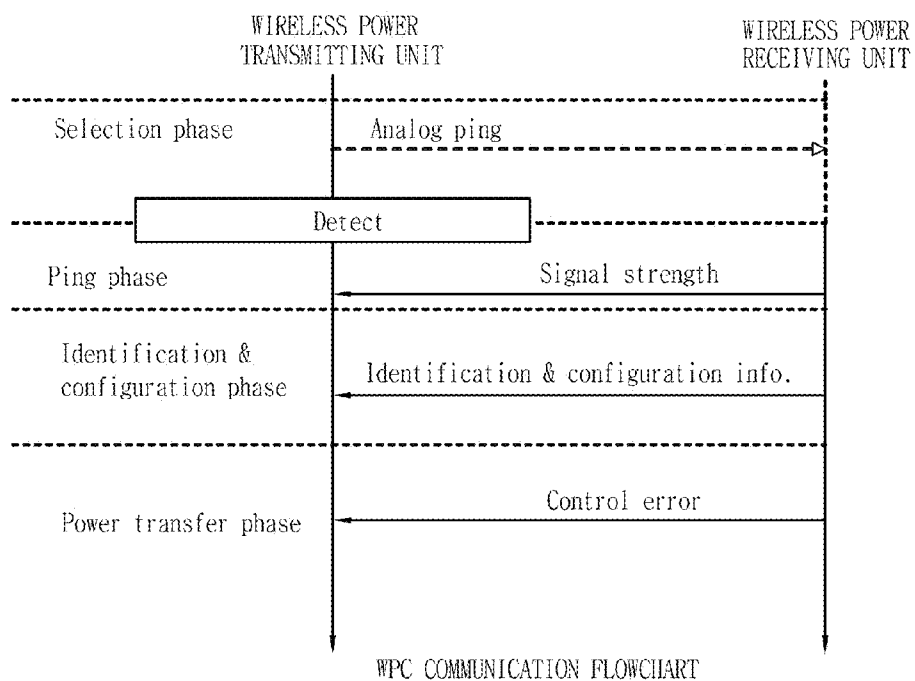 WIRELESS POWER
TRANSMITTING UNIT
WIRELESS POWER
RECEIVING UNIT
Selection phase
Analog ping
Detect
Ping phase
Signal strength
Identification &
configuration phase
Identification & configuration info.
Control error
Power transfer phase
WPC COMMUNICATION FLOWCHART